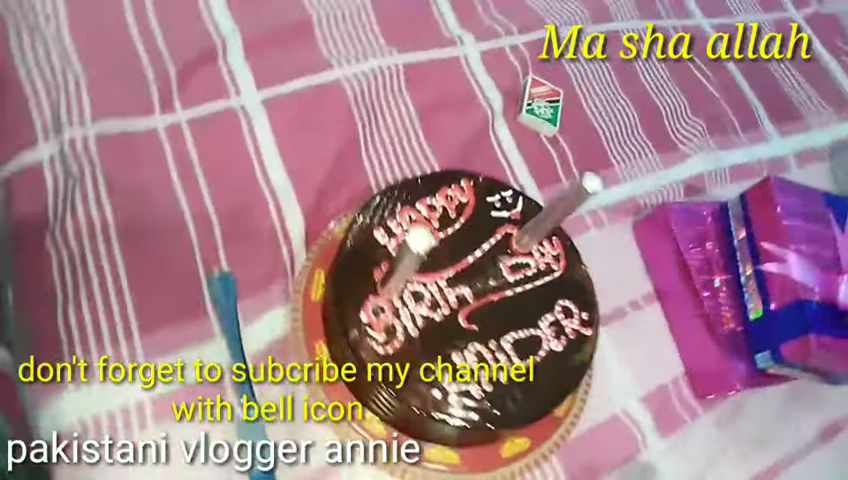 Ma sha allah
HAPPY
BIRTH DAY
don't forget to subcribe my channel
with bell icon.
pakistani vlogger annie